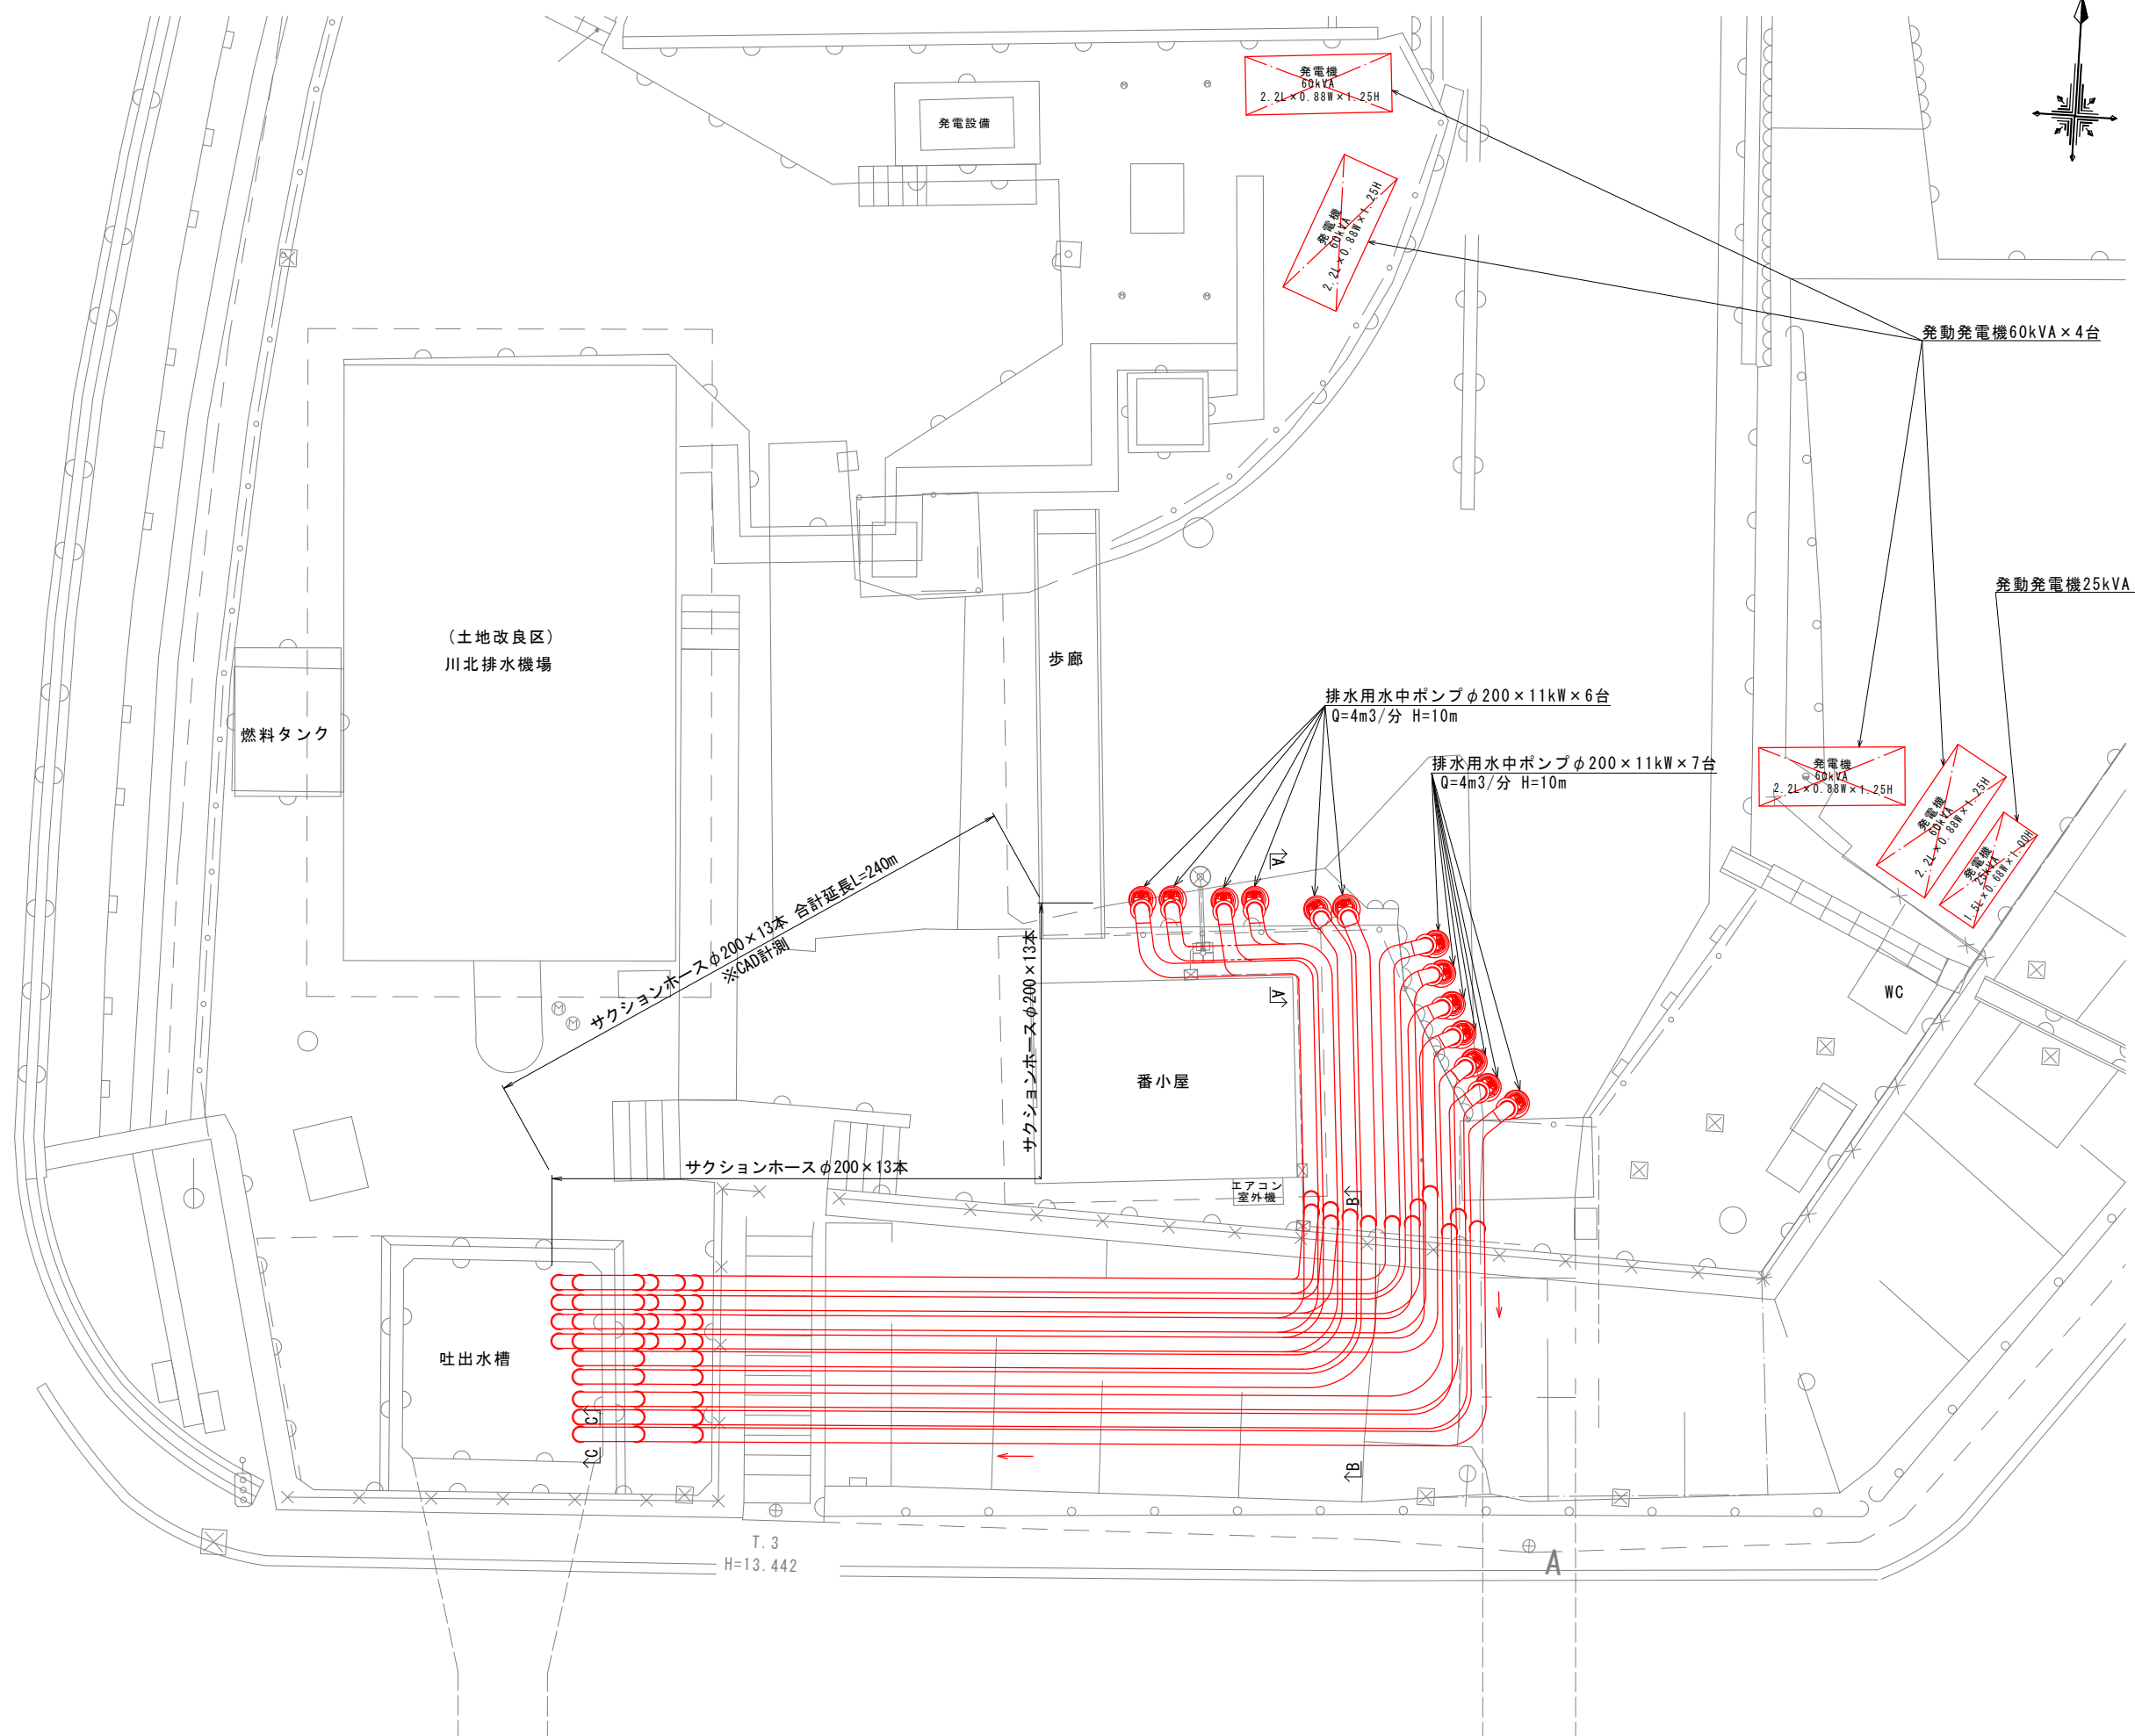 発電機
60kVA
2.2L×0.88W×1.25H
発電設備
発電機
60kVA
2.2L×0.88W×1.25H
発動発電機60kVA×4台
発動発電機25kVA
(土地改良区)
川北排水機場
歩廊
燃料タンク
排水用水中ポンプφ200×11kW×6台
Q=4m3/分 H=10m
排水用水中ポンプφ200×11kW×7台
Q=4m3/分 H=10m
発電機
60kVA
2.2L×0.88W×1.25H
発電機
60kVA
2.2L×0.88W×1.25H
発電機
25kVA
1.5L×0.68W×1.00H
サクションホースφ200×13本 合計延長L=240m
※CAD計測
サクションホースφ200×13本
サクションホースφ200×13本
A
A
WC
番小屋
エアコン
室外機
B
B
吐出水槽
C
C
M
M
M
M
M
M
T.3
H=13.442
A